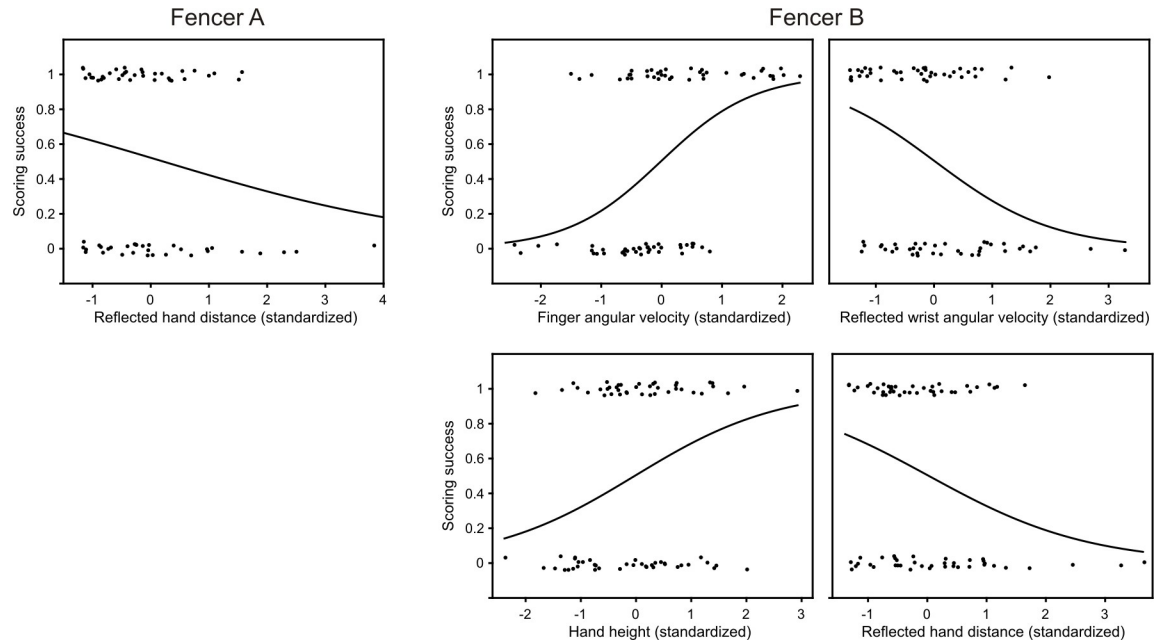 Fencer A
Fencer B
Scoring success
1
0.8
0.6
0.4
0.2
0
-1 0 1 2 3 4
Reflected hand distance (standardized)
Scoring success
1
0.8
0.6
0.4
0.2
0
-2 -1 0 1 2
Finger angular velocity (standardized)
-1 0 1 2 3
Reflected wrist angular velocity (standardized)
Scoring success
1
0.8
0.6
0.4
0.2
0
-2 -1 0 1 2 3
Hand height (standardized)
-1 0 1 2 3
Reflected hand distance (standardized)